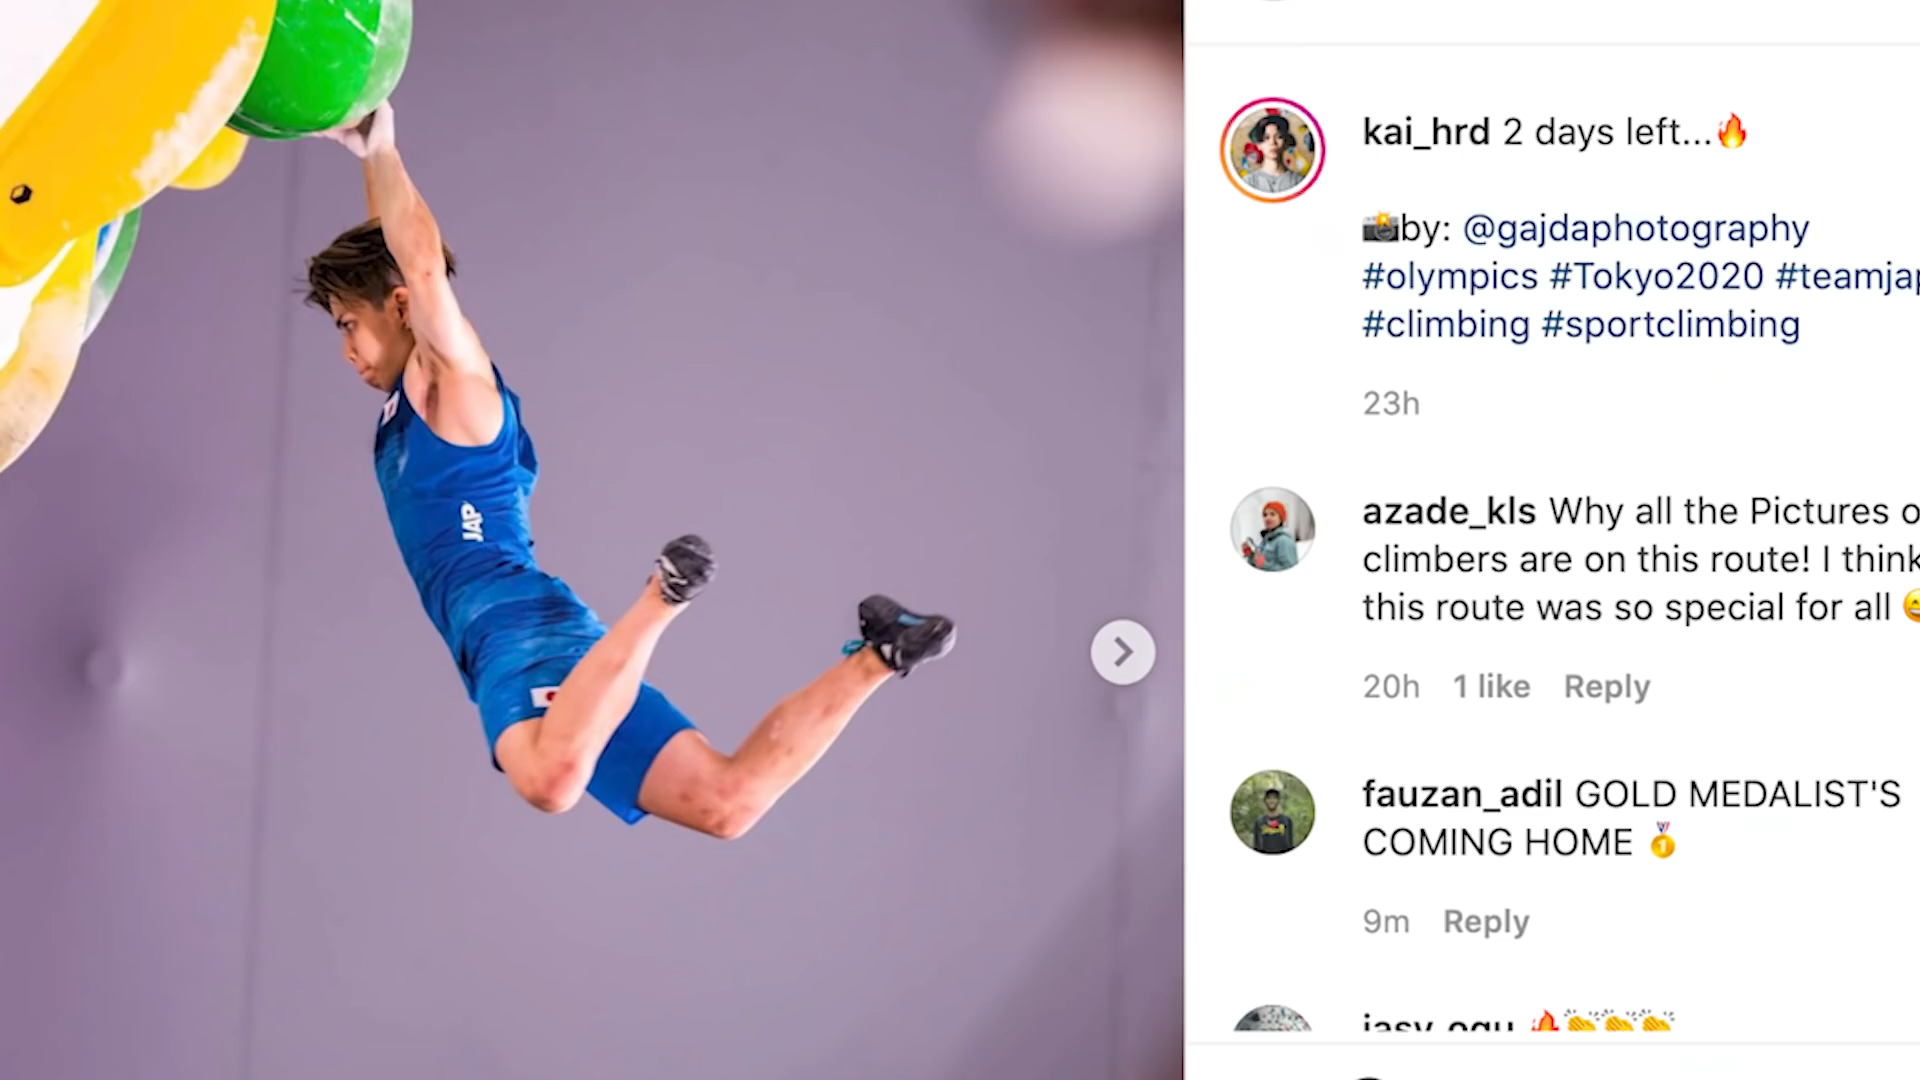 kai_hrd 2 days left...🔥
📸by: @gajdaphotography
#olympics #Tokyo2020 #teamjap
#climbing #sportclimbing
23h
azade_kls Why all the Pictures o
climbers are on this route! I think
this route was so special for all 😄
20h 1 like Reply
fauzan_adil GOLD MEDALIST'S
COMING HOME 🏅
9m Reply
🔥👏👏👏
JAP